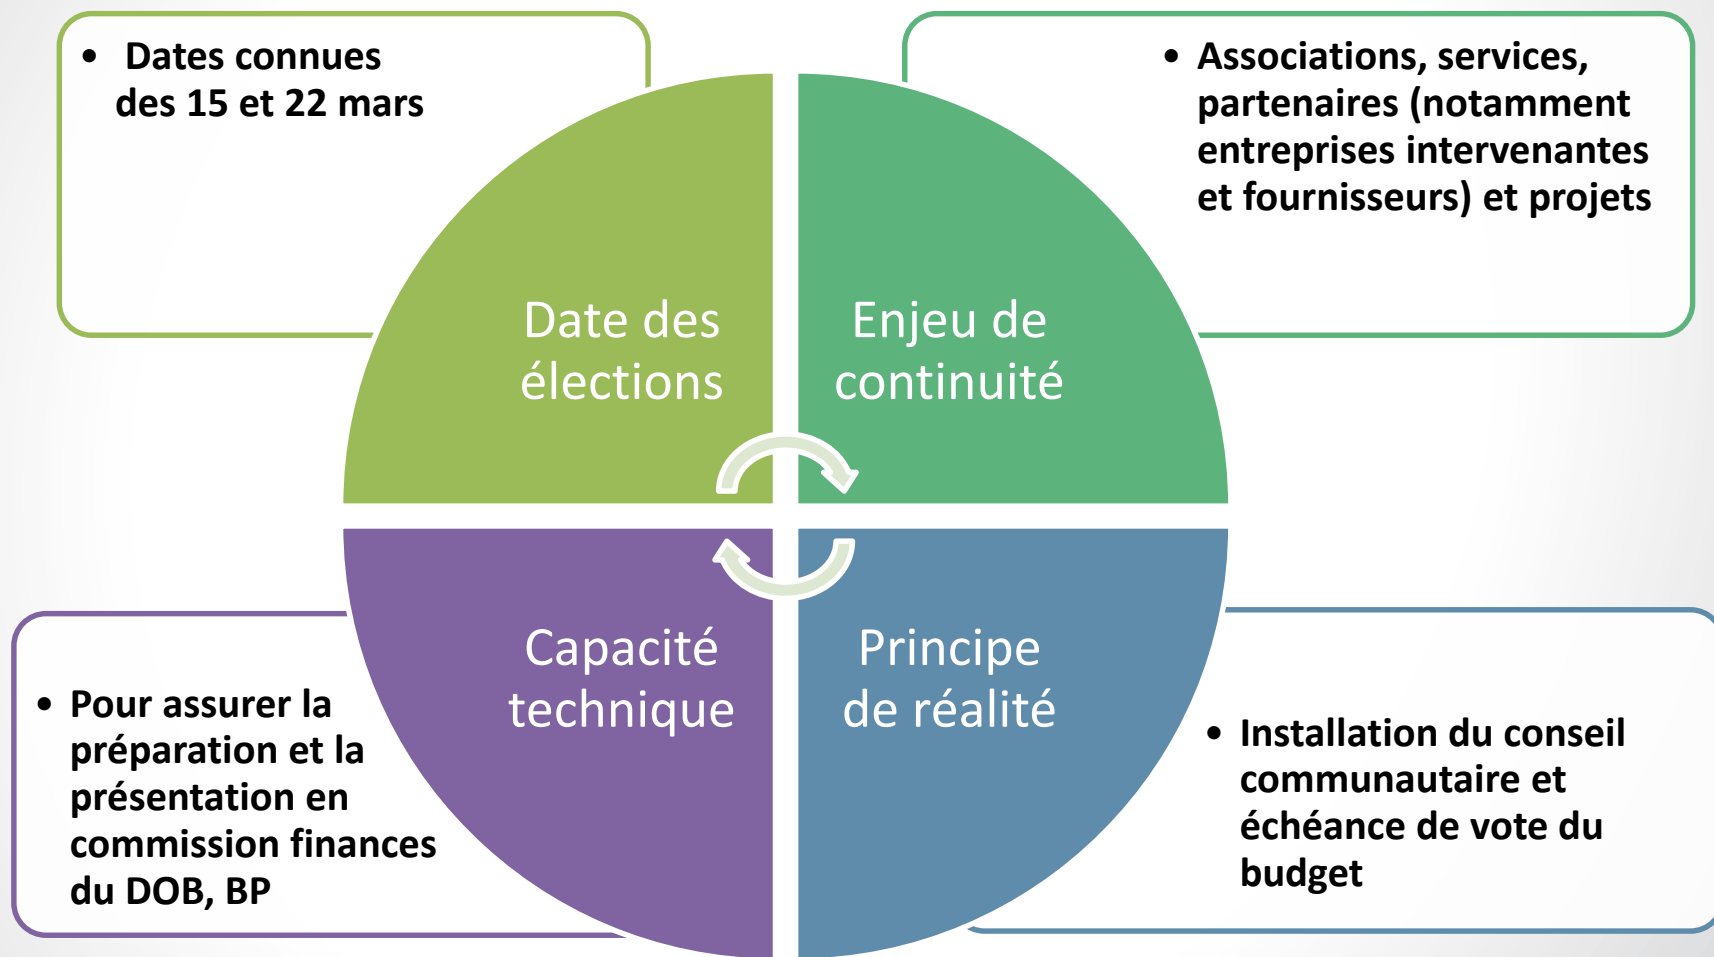 • Dates connues
des 15 et 22 mars
• Associations, services,
partenaires (notamment
entreprises intervenantes
et fournisseurs) et projets
Date des
élections
Enjeu de
continuité
Capacité
technique
Principe
de réalité
• Pour assurer la
préparation et la
présentation en
commission finances
du DOB, BP
• Installation du conseil
communautaire et
échéance de vote du
budget